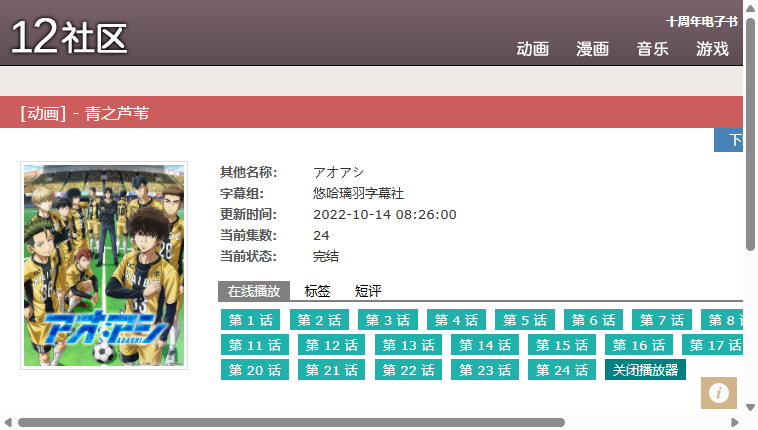 12社区
十周年电子书
动画 漫画 音乐 游戏
[动画] - 青之芦苇
下
其他名称: アオアシ
字幕组: 悠哈璃羽字幕社
更新时间: 2022-10-14 08:26:00
当前集数: 24
当前状态: 完结
アオアシ
AOASHI
在线播放 标签 短评
第 1 话 第 2 话 第 3 话 第 4 话 第 5 话 第 6 话 第 7 话 第 8
第 11 话 第 12 话 第 13 话 第 14 话 第 15 话 第 16 话 第 17 话
第 20 话 第 21 话 第 22 话 第 23 话 第 24 话 关闭播放器